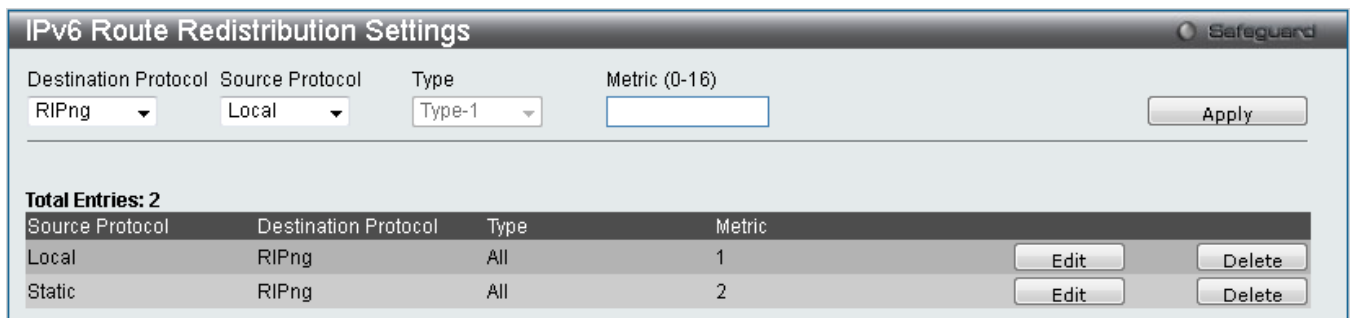 IPv6 Route Redistribution Settings Safeguard
Destination Protocol Source Protocol Type Metric (0-16)
RIPng Local Type-1 Apply
Total Entries: 2
Source Protocol Destination Protocol Type Metric
Local RIPng All 1 Edit Delete
Static RIPng All 2 Edit Delete